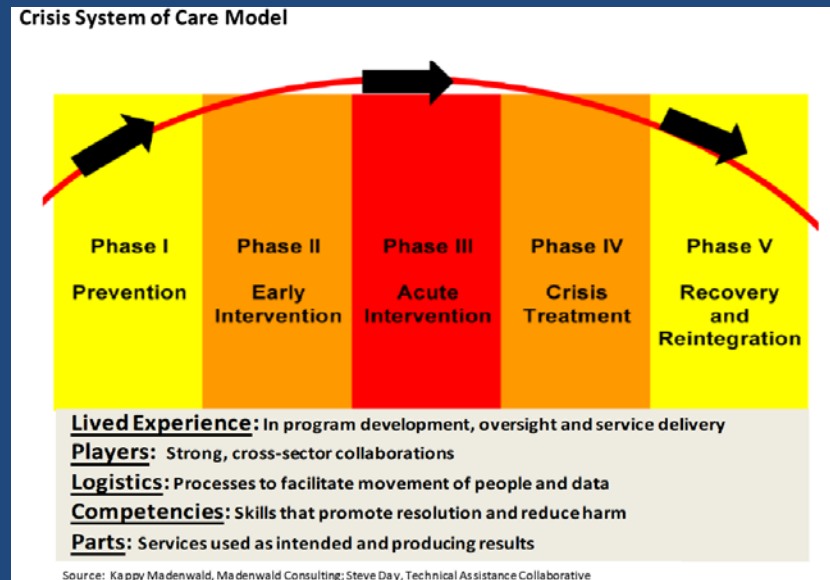 Crisis System of Care Model
Phase I
Prevention
Phase II
Early
Intervention
Phase III
Acute
Intervention
Phase IV
Crisis
Treatment
Phase V
Recovery
and
Reintegration
Lived Experience: In program development, oversight and service delivery
Players: Strong, cross-sector collaborations
Logistics: Processes to facilitate movement of people and data
Competencies: Skills that promote resolution and reduce harm
Parts: Services used as intended and producing results
Source: Kappy Madenwald, Madenwald Consulting; Steve Day, Technical Assistance Collaborative